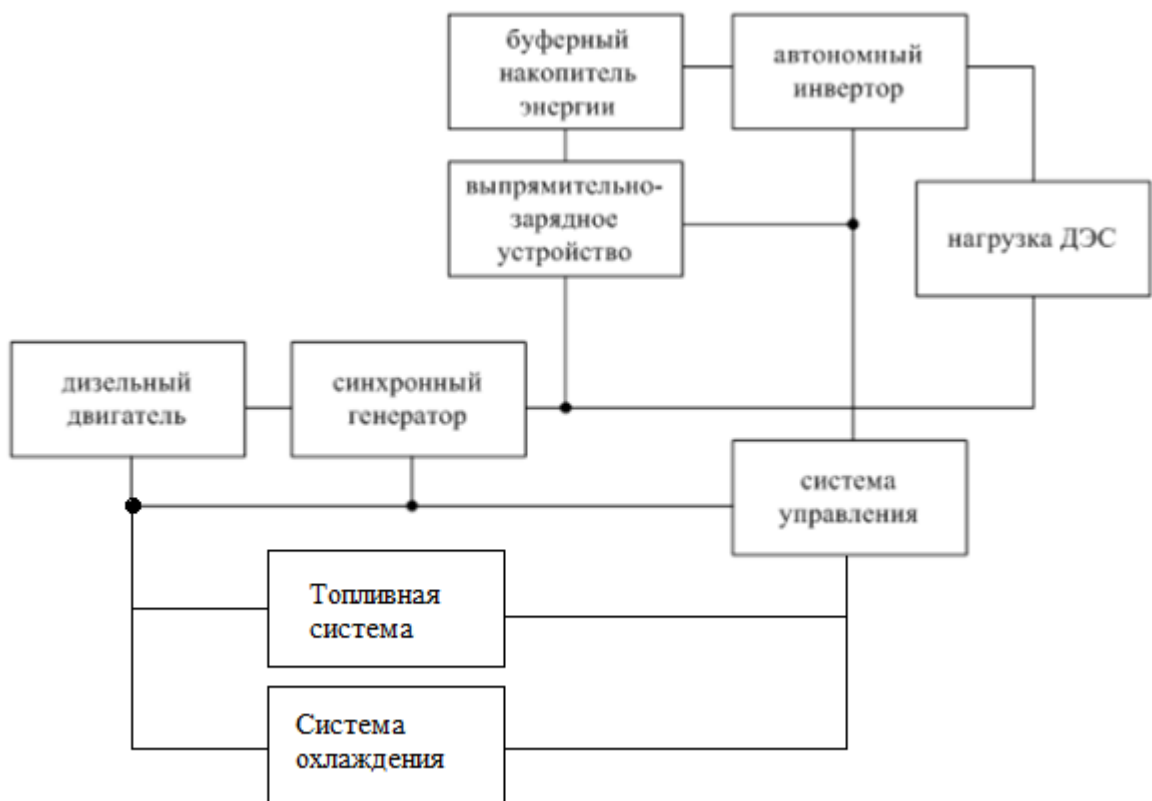 буферный
накопитель
энергии
автономный
инвертор
выпрямительно-
зарядное
устройство
нагрузка ДЭС
дизельный
двигатель
синхронный
генератор
система
управления
Топливная
система
Система
охлаждения